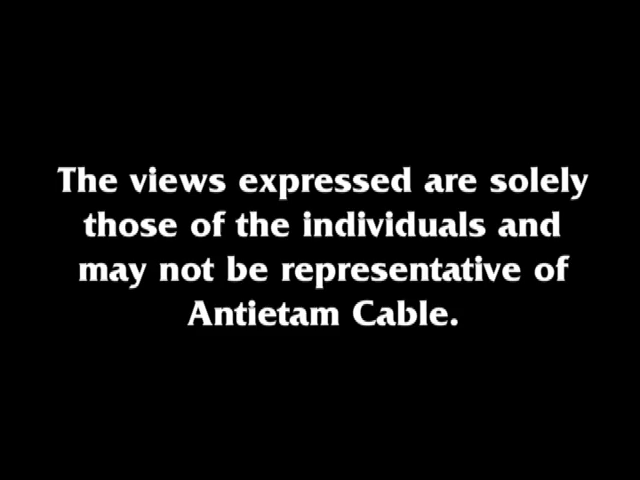 The views expressed are solely
those of the individuals and
may not be representative of
Antietam Cable.